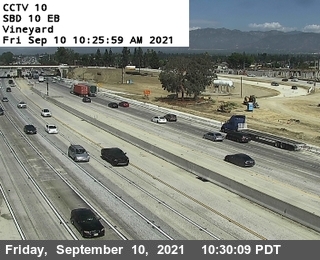 CCTV 10
SBD 10 EB
Vineyard
Fri Sep 10 10:25:59 AM 2021
Friday, September 10, 2021 10:30:09 PDT